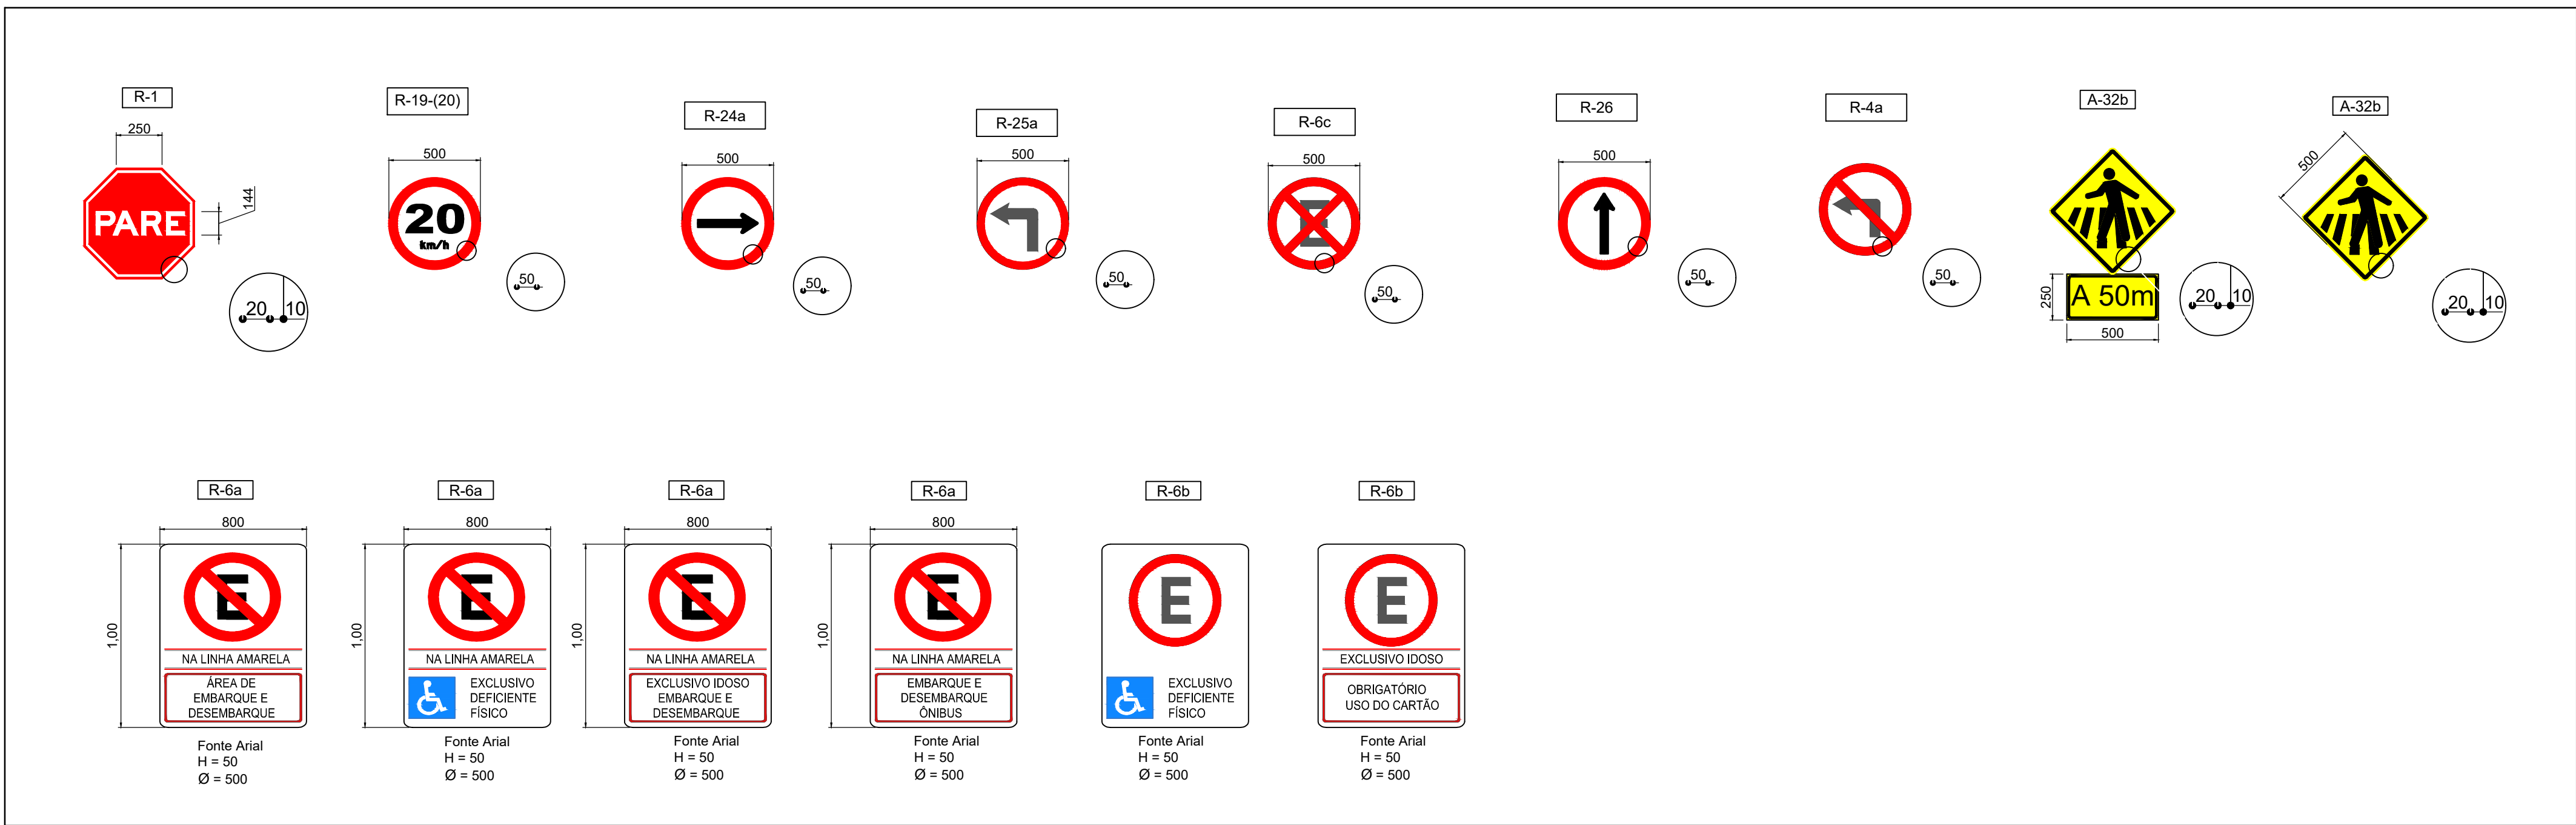 R-1
250
PARE
144
20 10
R-19-(20)
500
20
km/h
50
R-24a
500
50
R-25a
500
50
R-6c
500
E
50
R-26
500
50
R-4a
50
A-32b
A 50m
250
500
20 10
A-32b
500
20 10
R-6a
800
1,00
E
NA LINHA AMARELA
ÁREA DE
EMBARQUE E
DESEMBARQUE
Fonte Arial
H = 50
Ø = 500
R-6a
800
1,00
E
NA LINHA AMARELA
EXCLUSIVO
DEFICIENTE
FÍSICO
Fonte Arial
H = 50
Ø = 500
R-6a
800
1,00
E
NA LINHA AMARELA
EXCLUSIVO IDOSO
EMBARQUE E
DESEMBARQUE
Fonte Arial
H = 50
Ø = 500
R-6a
800
1,00
E
NA LINHA AMARELA
EMBARQUE E
DESEMBARQUE
ÔNIBUS
Fonte Arial
H = 50
Ø = 500
R-6b
E
EXCLUSIVO
DEFICIENTE
FÍSICO
Fonte Arial
H = 50
Ø = 500
R-6b
E
EXCLUSIVO IDOSO
OBRIGATÓRIO
USO DO CARTÃO
Fonte Arial
H = 50
Ø = 500